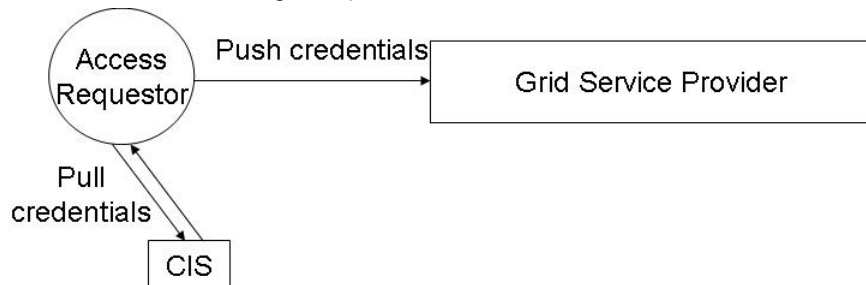 Access
Requestor
Push credentials
Grid Service Provider
Pull
credentials
CIS